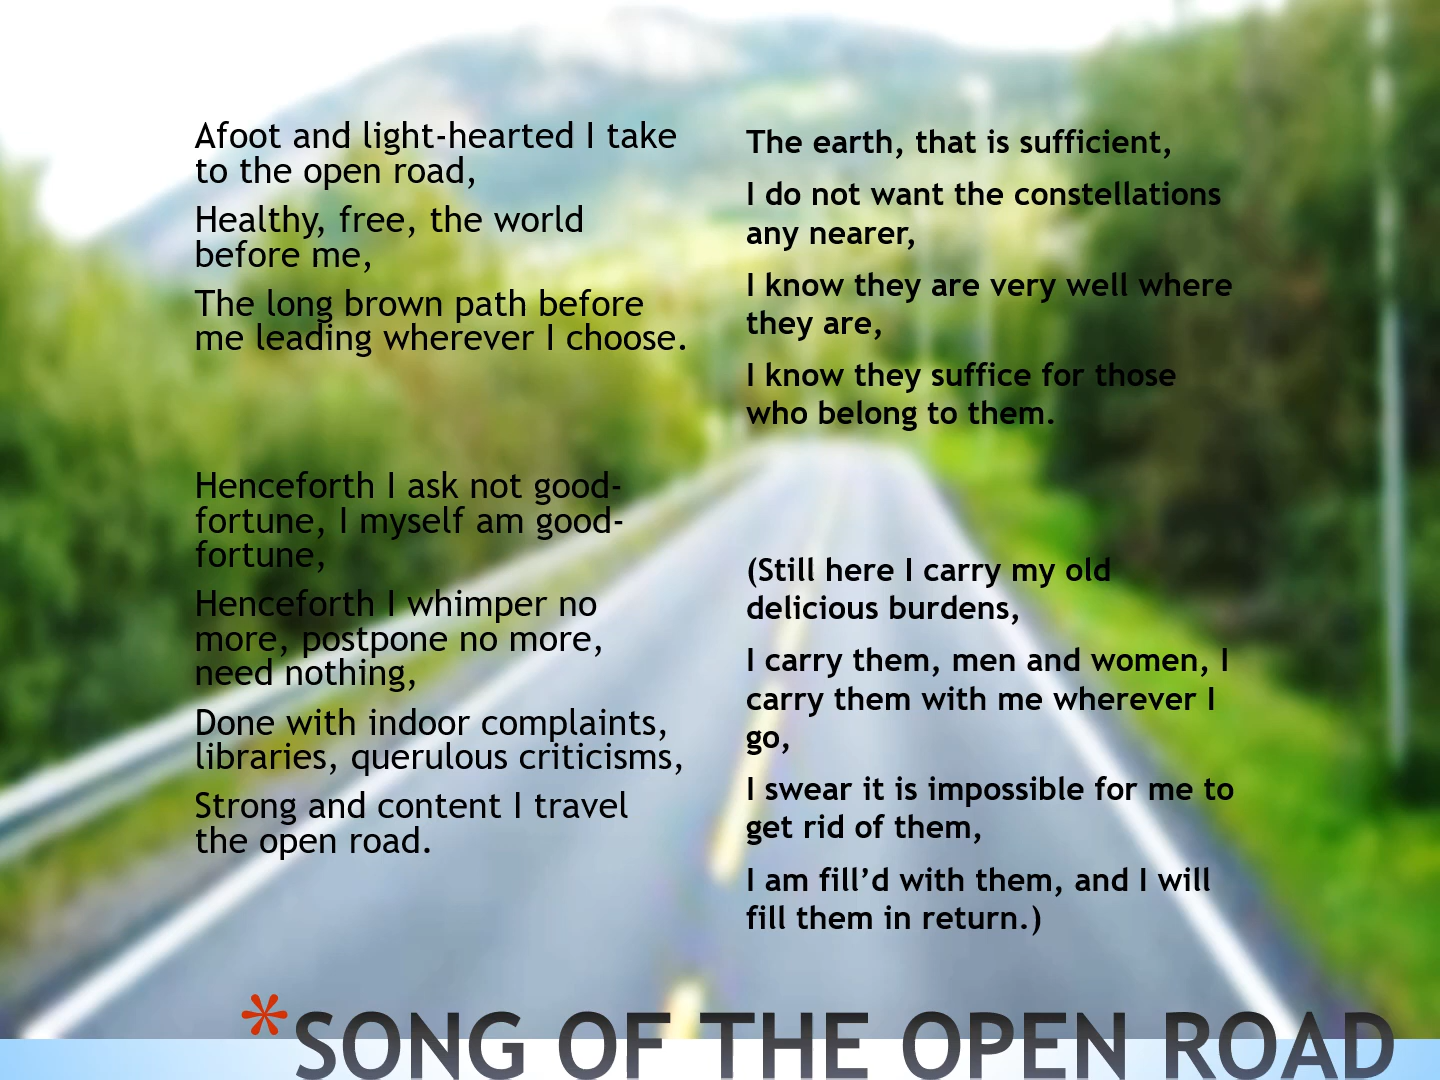 Afoot and light-hearted I take
to the open road,
Healthy, free, the world
before me,
The long brown path before
me leading wherever I choose.
Henceforth I ask not good-
fortune, I myself am good-
fortune,
Henceforth I whimper no
more, postpone no more,
need nothing,
Done with indoor complaints,
libraries, querulous criticisms,
Strong and content I travel
the open road.
The earth, that is sufficient,
I do not want the constellations
any nearer,
I know they are very well where
they are,
I know they suffice for those
who belong to them.
(Still here I carry my old
delicious burdens,
I carry them, men and women, I
carry them with me wherever I
go,
I swear it is impossible for me to
get rid of them,
I am fill’d with them, and I will
fill them in return.)
*SONG OF THE OPEN ROAD